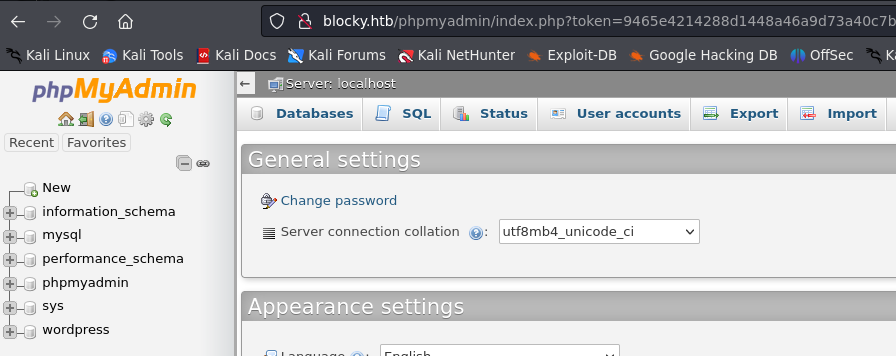 blocky.htb/phpmyadmin/index.php?token=9465e4214288d1448a46a9d73a40c7b
Kali Linux Kali Tools Kali Docs Kali Forums Kali NetHunter Exploit-DB Google Hacking DB OffSec
phpMyAdmin
Recent Favorites
New
information_schema
mysql
performance_schema
phpmyadmin
sys
wordpress
Server: localhost
Databases SQL Status User accounts Export Import
General settings
Change password
Server connection collation : utf8mb4_unicode_ci
Appearance settings
Language : English